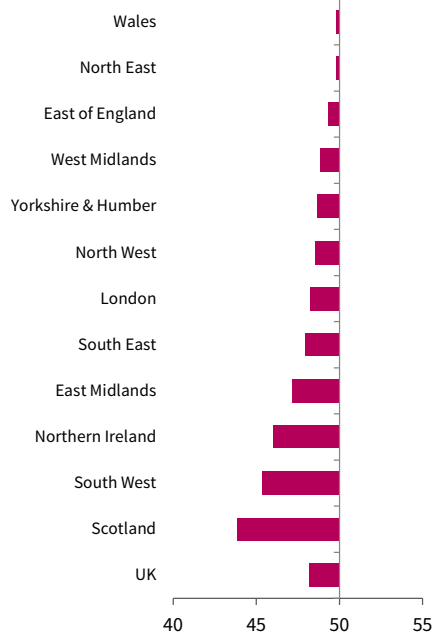 Wales
North East
East of England
West Midlands
Yorkshire & Humber
North West
London
South East
East Midlands
Northern Ireland
South West
Scotland
UK
40 45 50 55